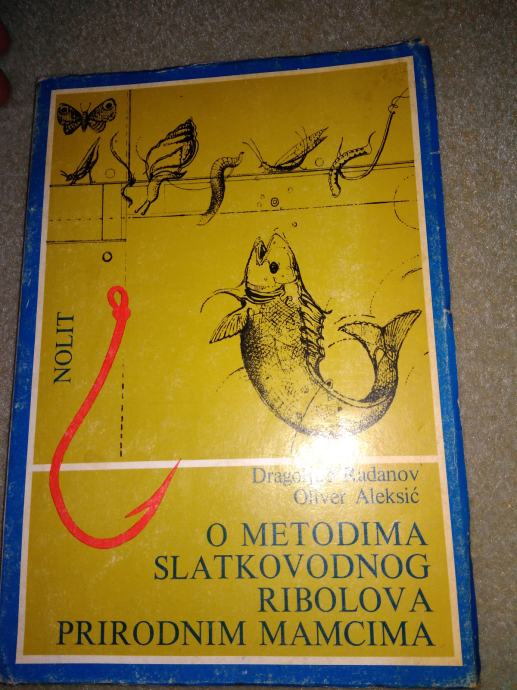 NOLIT
Radanov
Oliver Aleksić
O METODIMA
SLATKOVODNOG
RIBOLOVA
PRIRODNIM MAMCIMA